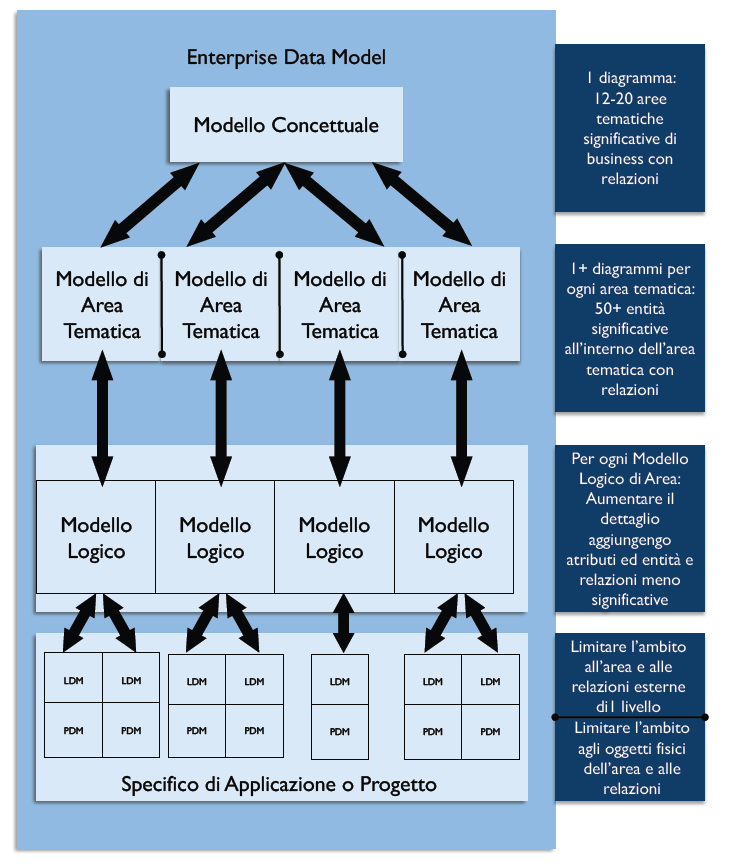 Enterprise Data Model
Modello Concettuale
1 diagramma:
12-20 aree
tematiche
significative di
business con
relazioni
Modello di
Area
Tematica
Modello di
Area
Tematica
Modello di
Area
Tematica
Modello di
Area
Tematica
1+ diagrammi per
ogni area tematica:
50+ entità
significative
all'interno dell'area
tematica con
relazioni
Modello
Logico
Modello
Logico
Modello
Logico
Modello
Logico
Per ogni Modello
Logico di Area:
Aumentare il
dettaglio
aggiungengo
atributi ed entità e
relazioni meno
significative
LDM LDM LDM LDM LDM LDM LDM
PDM PDM PDM PDM PDM PDM PDM
Specifico di Applicazione o Progetto
Limitare l'ambito
all'area e alle
relazioni esterne
di1 livello
Limitare l'ambito
agli oggetti fisici
dell'area e alle
relazioni